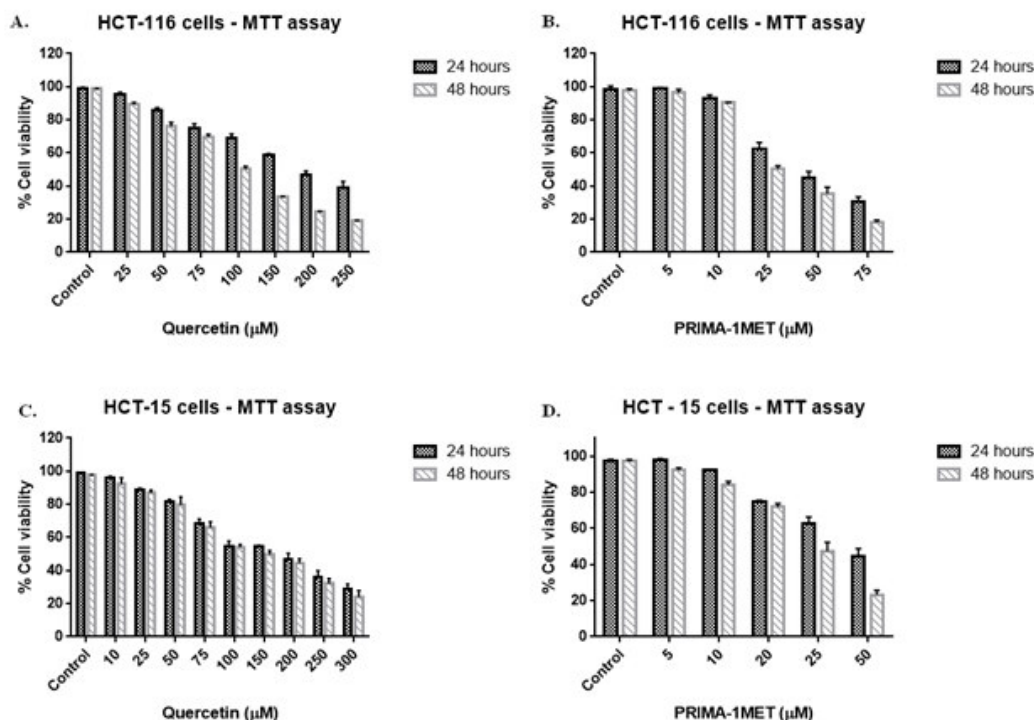 A.
HCT-116 cells - MTT assay
120
100
80
60
40
20
0
% Cell viability
Control
25
50
75
100
150
200
250
Quercetin (μM)
24 hours
48 hours
B.
HCT-116 cells - MTT assay
120
100
80
60
40
20
0
% Cell viability
Control
5
10
25
50
75
PRIMA-1MET (μM)
24 hours
48 hours
C.
HCT-15 cells - MTT assay
120
100
80
60
40
20
0
% Cell viability
Control
10
25
50
75
100
150
200
250
300
Quercetin (μM)
24 hours
48 hours
D.
HCT - 15 cells - MTT assay
100
80
60
40
20
0
% Cell viability
Control
5
10
20
25
50
PRIMA-1MET (μM)
24 hours
48 hours